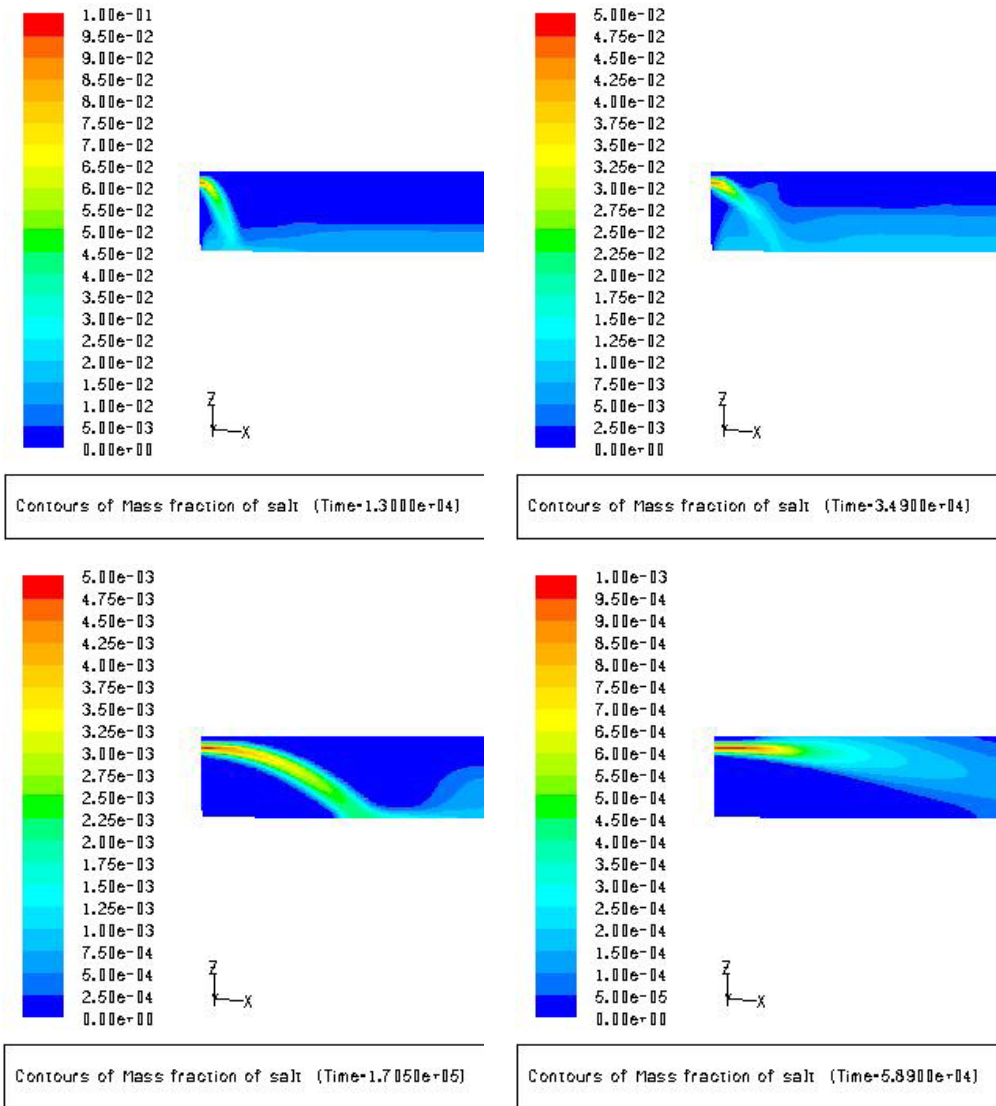 1.00e-01
9.50e-02
9.00e-02
8.50e-02
8.00e-02
7.50e-02
7.00e-02
6.50e-02
6.00e-02
5.50e-02
5.00e-02
4.50e-02
4.00e-02
3.50e-02
3.00e-02
2.50e-02
2.00e-02
1.50e-02
1.00e-02
5.00e-03
0.00e+00
Z
Y X
Contours of Mass fraction of salt (Time=1.3000e+04)
5.00e-02
4.75e-02
4.50e-02
4.25e-02
4.00e-02
3.75e-02
3.50e-02
3.25e-02
3.00e-02
2.75e-02
2.50e-02
2.25e-02
2.00e-02
1.75e-02
1.50e-02
1.25e-02
1.00e-02
7.50e-03
5.00e-03
2.50e-03
0.00e+00
Z
Y X
Contours of Mass fraction of salt (Time=3.4900e+04)
5.00e-03
4.75e-03
4.50e-03
4.25e-03
4.00e-03
3.75e-03
3.50e-03
3.25e-03
3.00e-03
2.75e-03
2.50e-03
2.25e-03
2.00e-03
1.75e-03
1.50e-03
1.25e-03
1.00e-03
7.50e-04
5.00e-04
2.50e-04
0.00e+00
Z
Y X
Contours of Mass fraction of salt (Time=1.7050e+05)
1.00e-03
9.50e-04
9.00e-04
8.50e-04
8.00e-04
7.50e-04
7.00e-04
6.50e-04
6.00e-04
5.50e-04
5.00e-04
4.50e-04
4.00e-04
3.50e-04
3.00e-04
2.50e-04
2.00e-04
1.50e-04
1.00e-04
5.00e-05
0.00e+00
Z
Y X
Contours of Mass fraction of salt (Time=5.8900e+04)